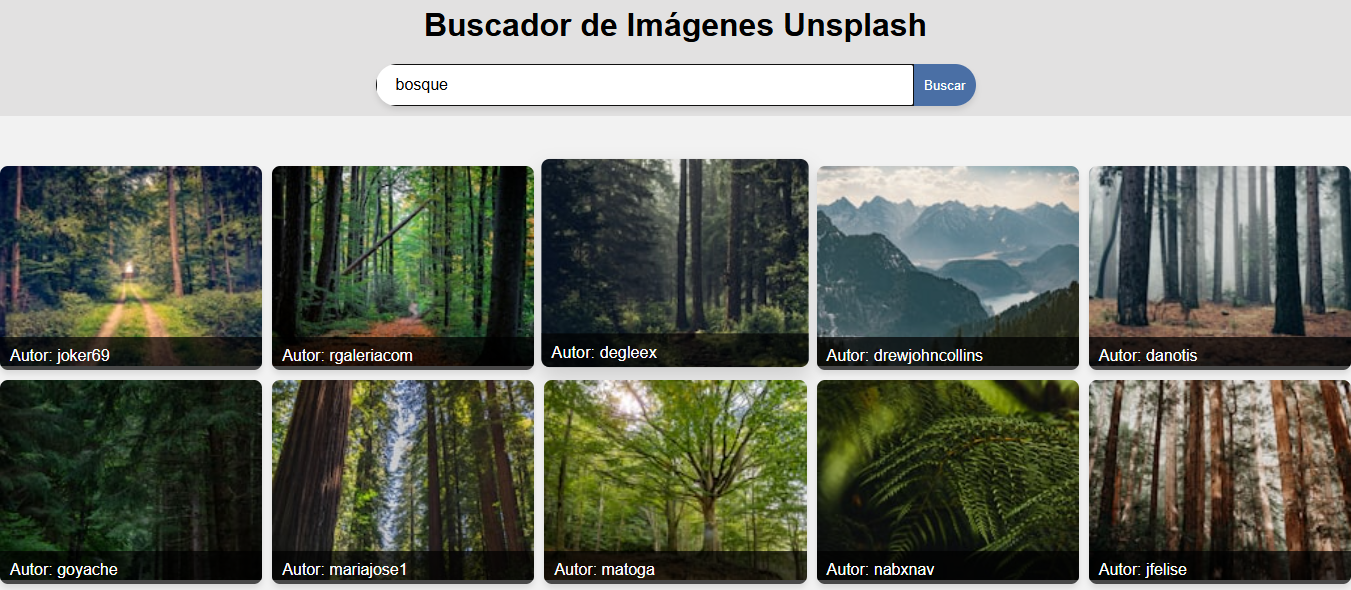 Buscador de Imágenes Unsplash
bosque
Buscar
Autor: joker69
Autor: rgaleriacom
Autor: degleex
Autor: drewjohncollins
Autor: danotis
Autor: goyache
Autor: mariajose1
Autor: matoga
Autor: nabxnav
Autor: jfelise